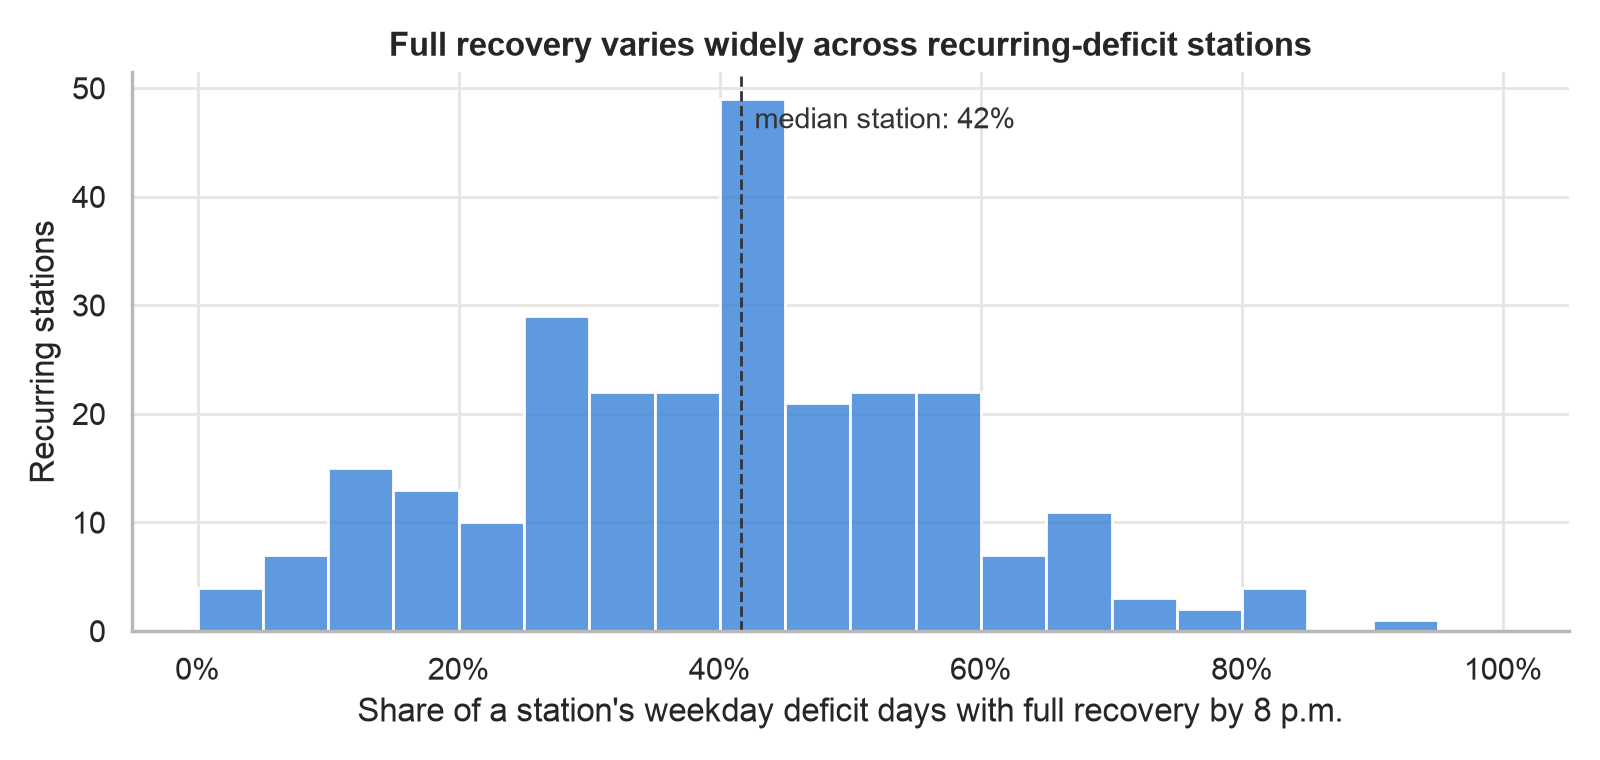 Full recovery varies widely across recurring-deficit stations
50
median station: 42%
40
30
20
10
0
Recurring stations
0% 20% 40% 60% 80% 100%
Share of a station's weekday deficit days with full recovery by 8 p.m.